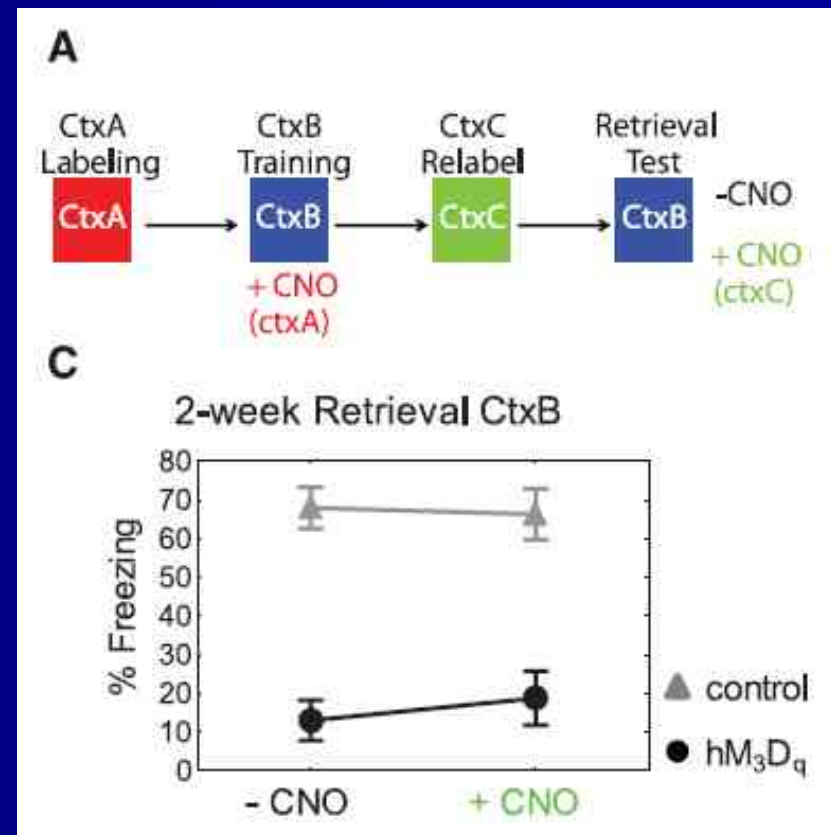 A
CtxA
Labeling
CtxB
Training
CtxC
Relabel
Retrieval
Test
CtxA
CtxB
CtxC
CtxB
-CNO
+ CNO
(ctxA)
+ CNO
(ctxC)
C
2-week Retrieval CtxB
% Freezing
80
70
60
50
40
30
20
10
0
- CNO
+ CNO
control
hM₃Dq